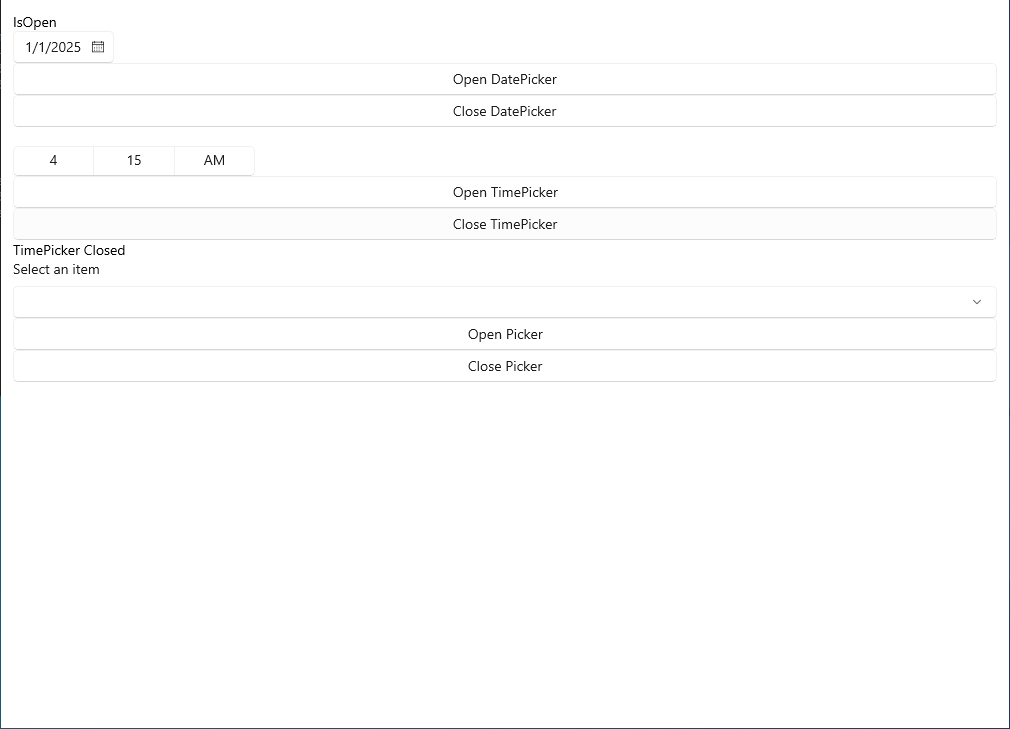 IsOpen
1/1/2025
Open DatePicker
Close DatePicker
4 15 AM
Open TimePicker
Close TimePicker
TimePicker Closed
Select an item
Open Picker
Close Picker